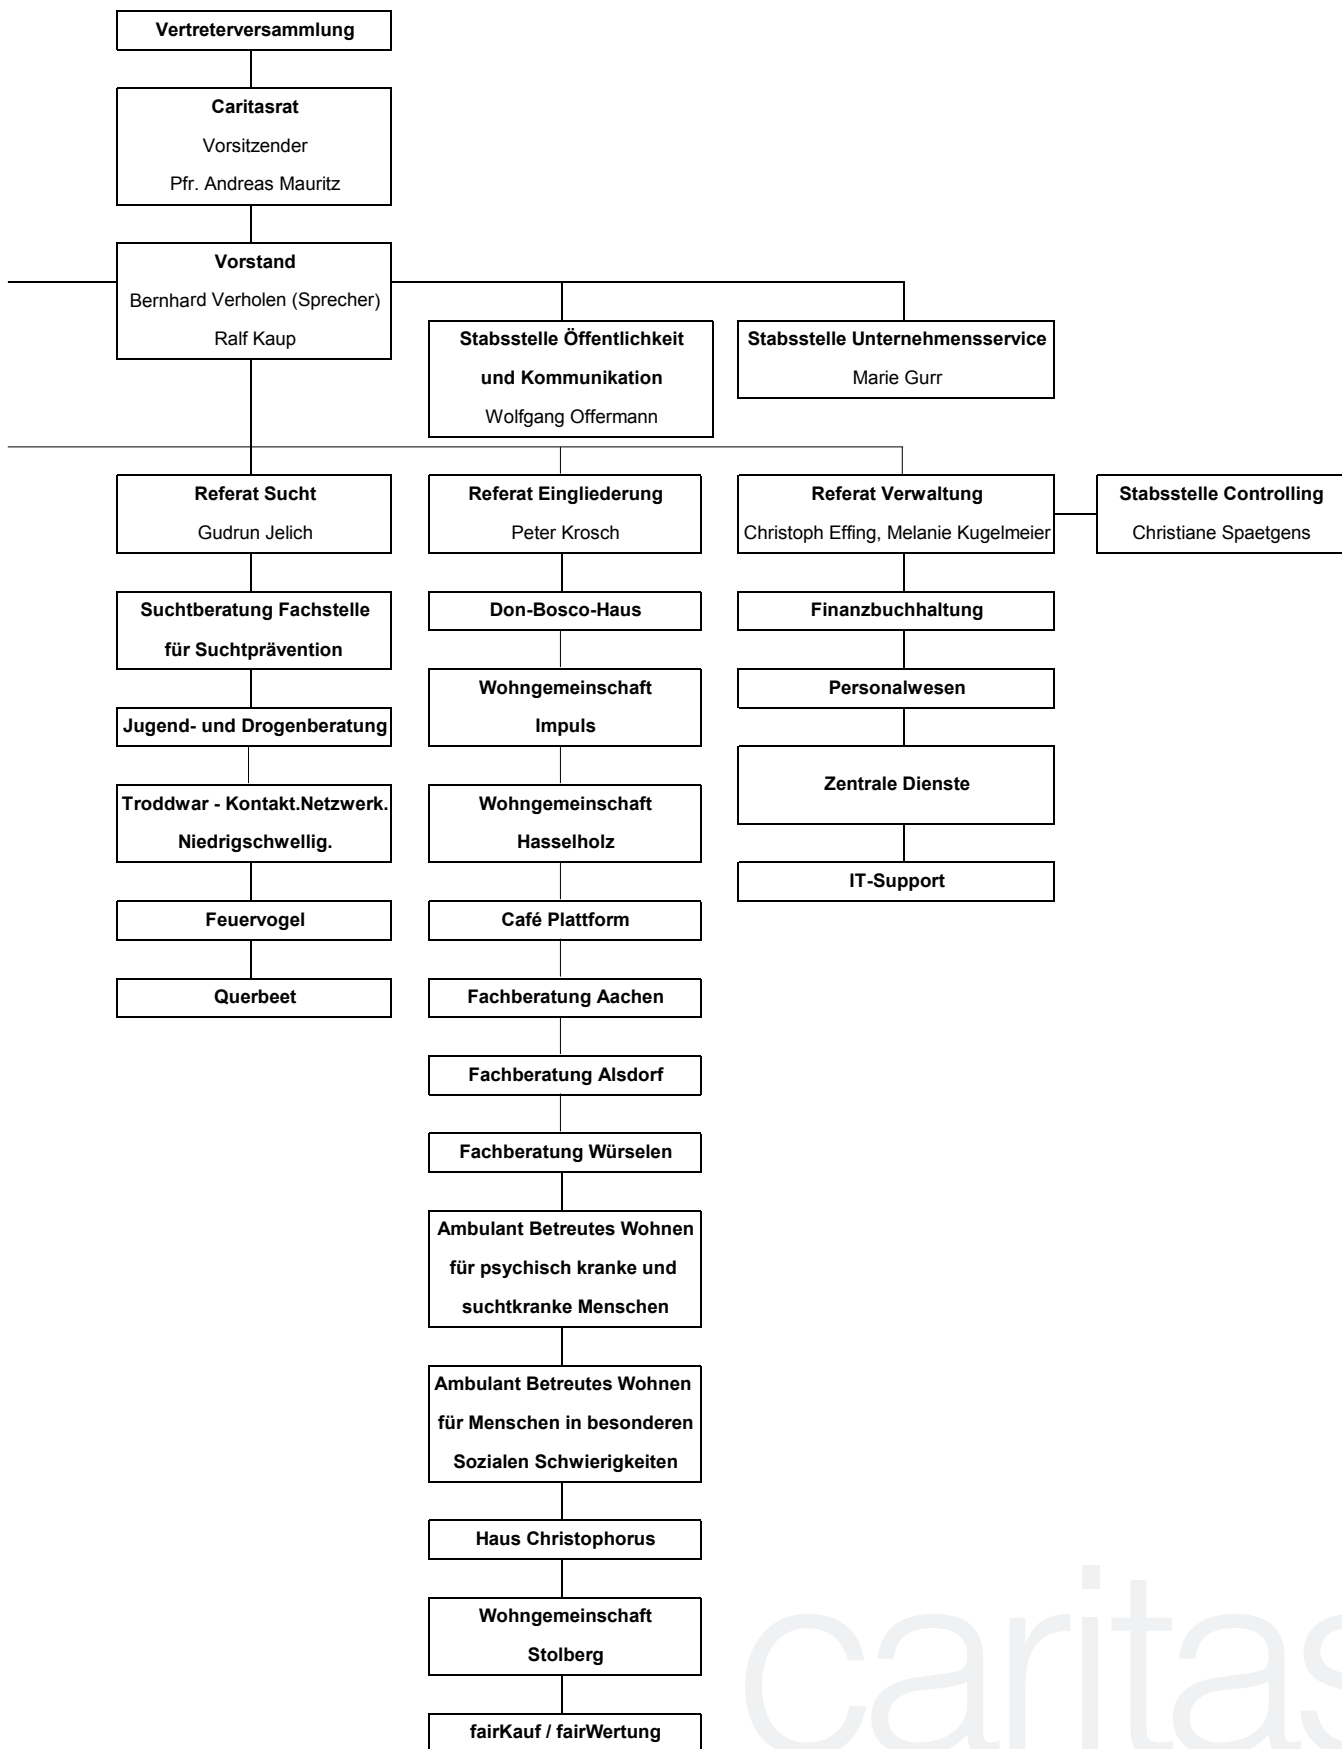 Vertreterversammlung
Caritasrat
Vorsitzender
Pfr. Andreas Mauritz
Vorstand
Bernhard Verholen (Sprecher)
Ralf Kaup
Stabsstelle Öffentlichkeit
und Kommunikation
Wolfgang Offermann
Stabsstelle Unternehmensservice
Marie Gurr
Referat Sucht
Gudrun Jelich
Suchtberatung Fachstelle
für Suchtprävention
Jugend- und Drogenberatung
Troddwar - Kontakt.Netzwerk.
Niedrigschwellig.
Feuervogel
Querbeet
Referat Eingliederung
Peter Krosch
Don-Bosco-Haus
Wohngemeinschaft
Impuls
Wohngemeinschaft
Hasselholz
Café Plattform
Fachberatung Aachen
Fachberatung Alsdorf
Fachberatung Würselen
Ambulant Betreutes Wohnen
für psychisch kranke und
suchtkranke Menschen
Ambulant Betreutes Wohnen
für Menschen in besonderen
Sozialen Schwierigkeiten
Haus Christophorus
Wohngemeinschaft
Stolberg
fairKauf / fairWertung
Referat Verwaltung
Christoph Effing, Melanie Kugelmeier
Finanzbuchhaltung
Personalwesen
Zentrale Dienste
IT-Support
Stabsstelle Controlling
Christiane Spaetgens
caritas